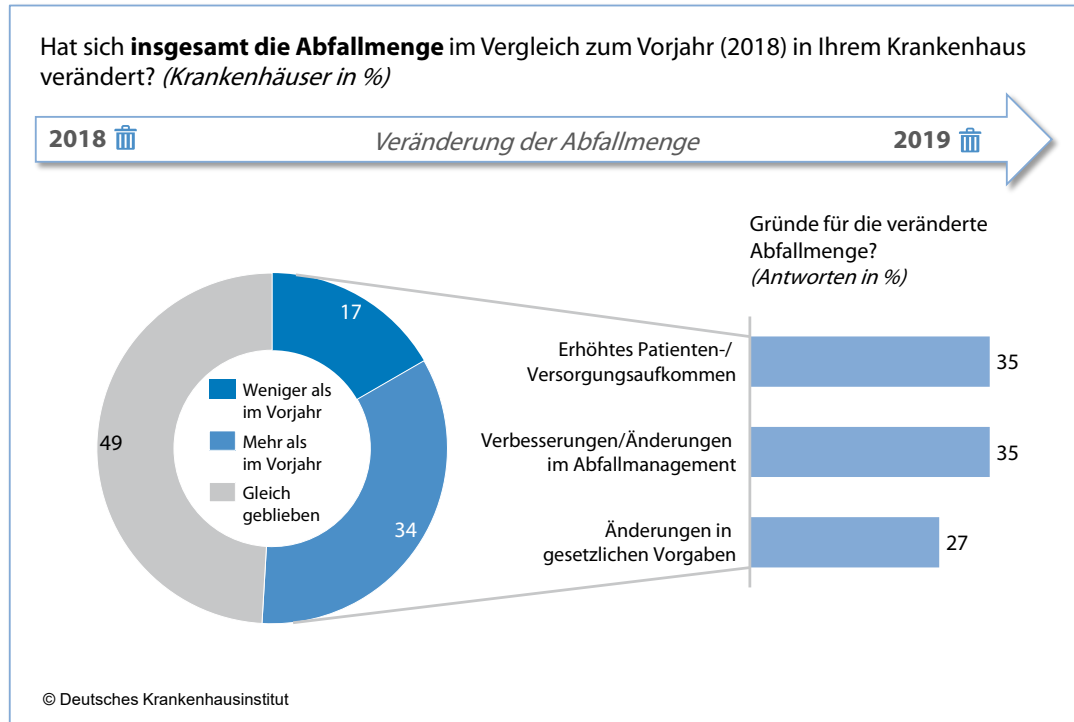 Hat sich insgesamt die Abfallmenge im Vergleich zum Vorjahr (2018) in Ihrem Krankenhaus
verändert? (Krankenhäuser in %)
2018 Veränderung der Abfallmenge 2019
Gründe für die veränderte
Abfallmenge?
(Antworten in %)
17
34
49
Weniger als
im Vorjahr
Mehr als
im Vorjahr
Gleich
geblieben
Erhöhtes Patienten-/
Versorgungsaufkommen
35
Verbesserungen/Änderungen
im Abfallmanagement
35
Änderungen in
gesetzlichen Vorgaben
27
© Deutsches Krankenhausinstitut